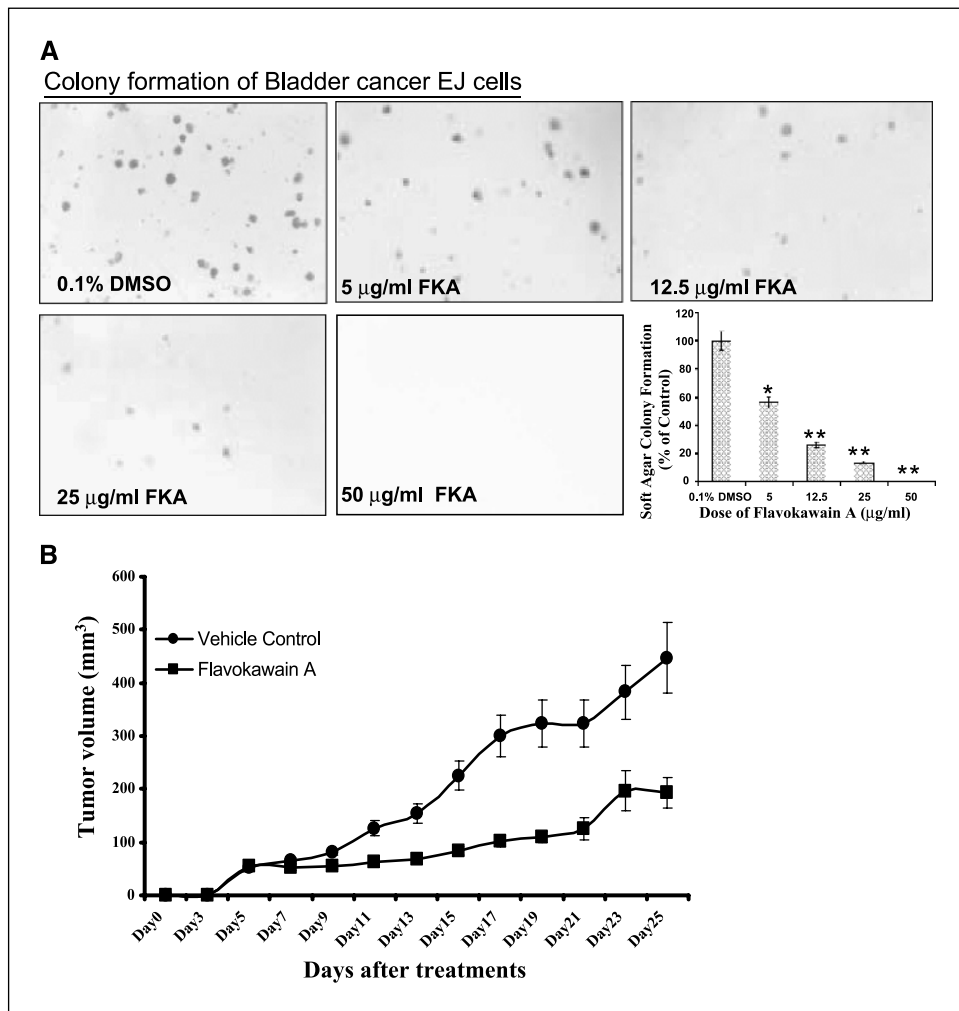 A
Colony formation of Bladder cancer EJ cells
0.1% DMSO
5 μg/ml FKA
12.5 μg/ml FKA
25 μg/ml FKA
50 μg/ml FKA
Soft Agar Colony Formation
(% of Control)
120
100
80
60
40
20
0
*
**
**
**
0.1% DMSO 5 12.5 25 50
Dose of Flavokawain A (μg/ml)
B
Tumor volume (mm³)
600
500
400
300
200
100
0
Vehicle Control
Flavokawain A
Day0 Day3 Day5 Day7 Day9 Day11 Day13 Day15 Day17 Day19 Day21 Day23 Day25
Days after treatments